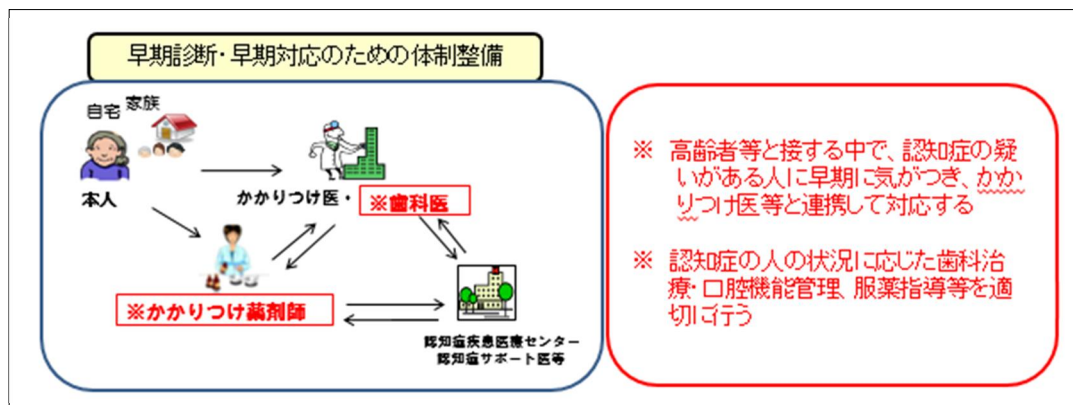 早期診断・早期対応のための体制整備
自宅 家族
本人
かかりつけ医・
※歯科医
※かかりつけ薬剤師
認知症疾患医療センター
認知症サポート医等
※ 高齢者等と接する中で、認知症の疑
いがある人に早期に気がつき、かか
りつけ医等と連携して対応する
※ 認知症の人の状況に応じた歯科治
療・口腔機能管理、服薬指導等を適
切に行う